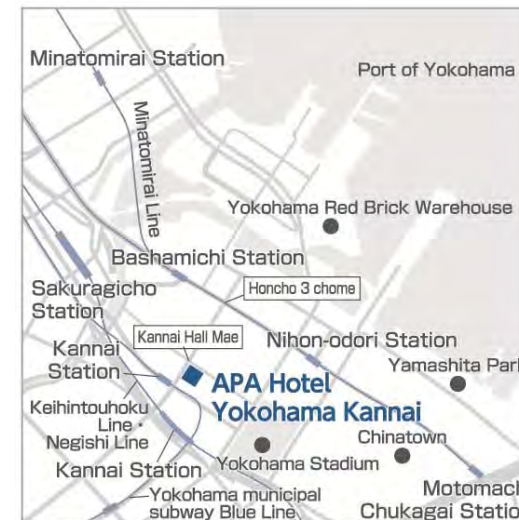 Minatomirai Station
Port of Yokohama
Minatomirai Line
Yokohama Red Brick Warehouse
Bashamichi Station
Honcho 3 chome
Sakuragicho
Station
Kannai Hall Mae
Nihon-odori Station
Kannai
Station
Yamashita Park
APA Hotel
Yokohama Kannai
Keihintouhoku
Line・
Negishi Line
Chinatown
Kannai Station
Yokohama Stadium
Motomach
Chukagai Statio
Yokohama municipal
subway Blue Line